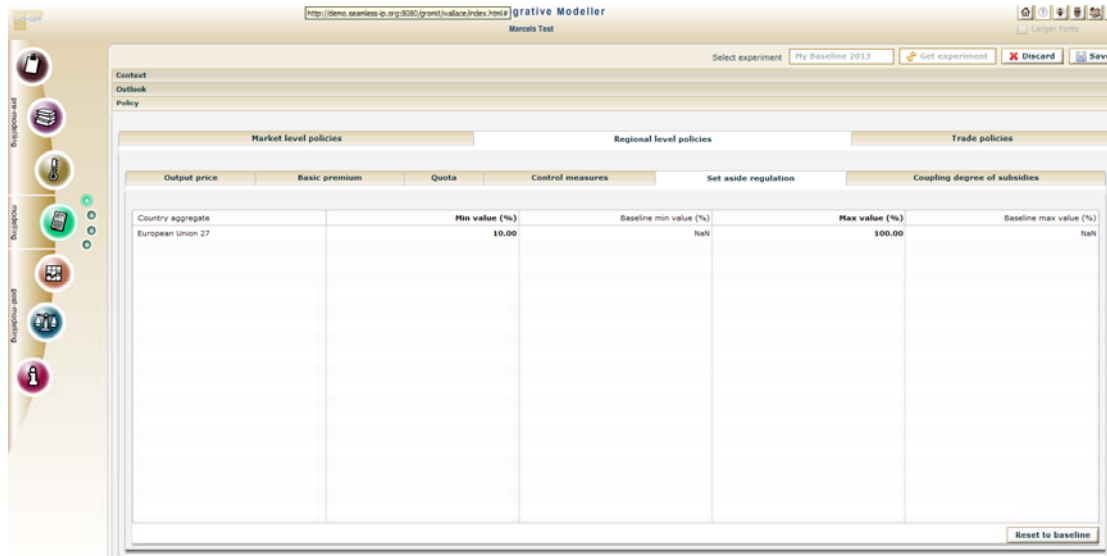 http://demo.seamless-ip.org:8080/gromit/wallace/index.html# grative Modeller
Marcels Test
Larger Fonts
Select experiment My Baseline 2013 Get experiment Discard Save
Context
Outlook
Policy
pre-modelling
modelling
post-modelling
Market level policies Regional level policies Trade policies
Output price Basic premium Quota Control measures Set aside regulation Coupling degree of subsidies
Country aggregate Min value (%) Baseline min value (%) Max value (%) Baseline max value (%)
European Union 27 10.00 NaN 100.00 NaN
Reset to baseline